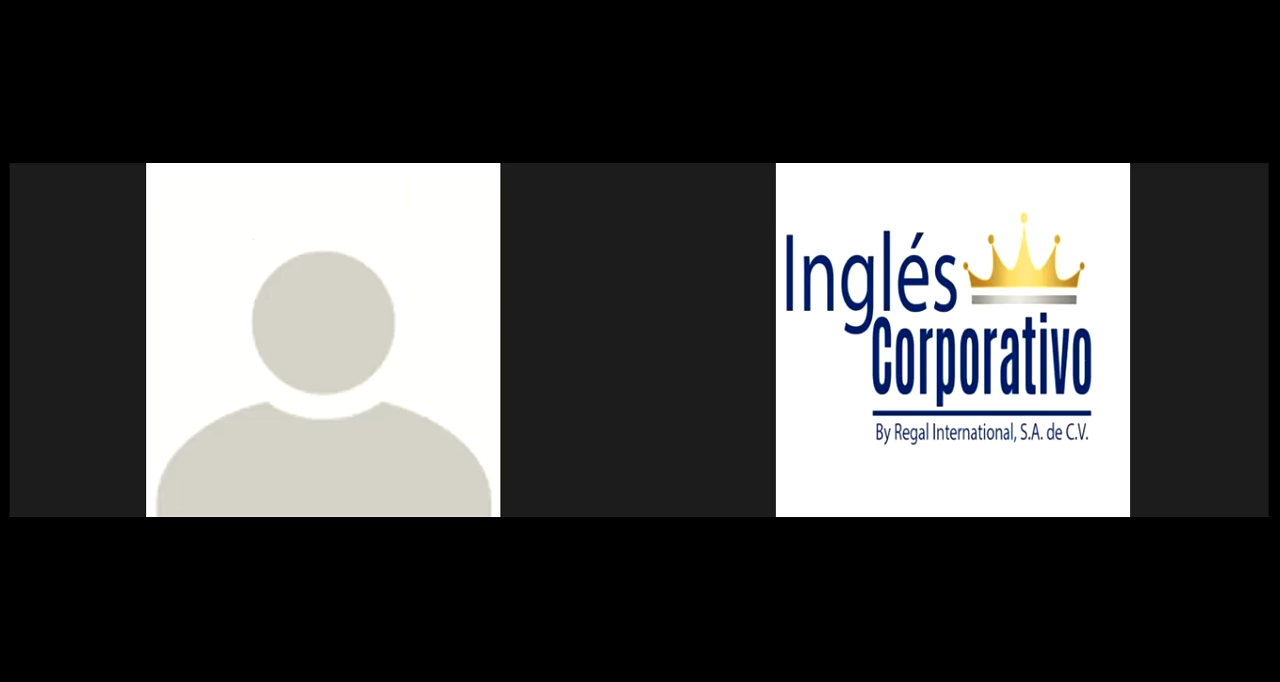 Inglés
Corporativo
By Regal International, S.A. de C.V.